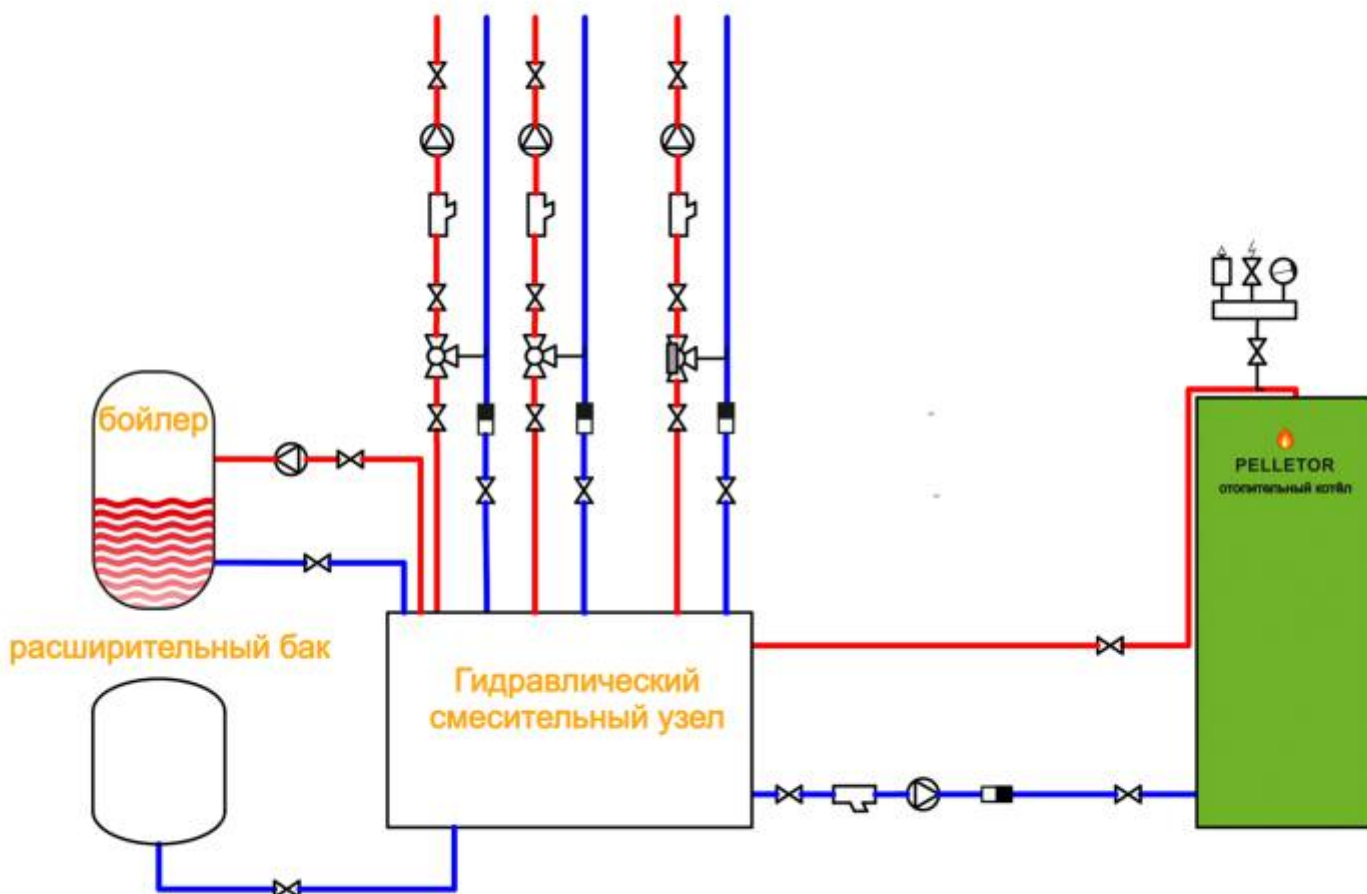 бойлер
PELLETOR
отопительный котёл
расширительный бак
Гидравлический
смесительный узел